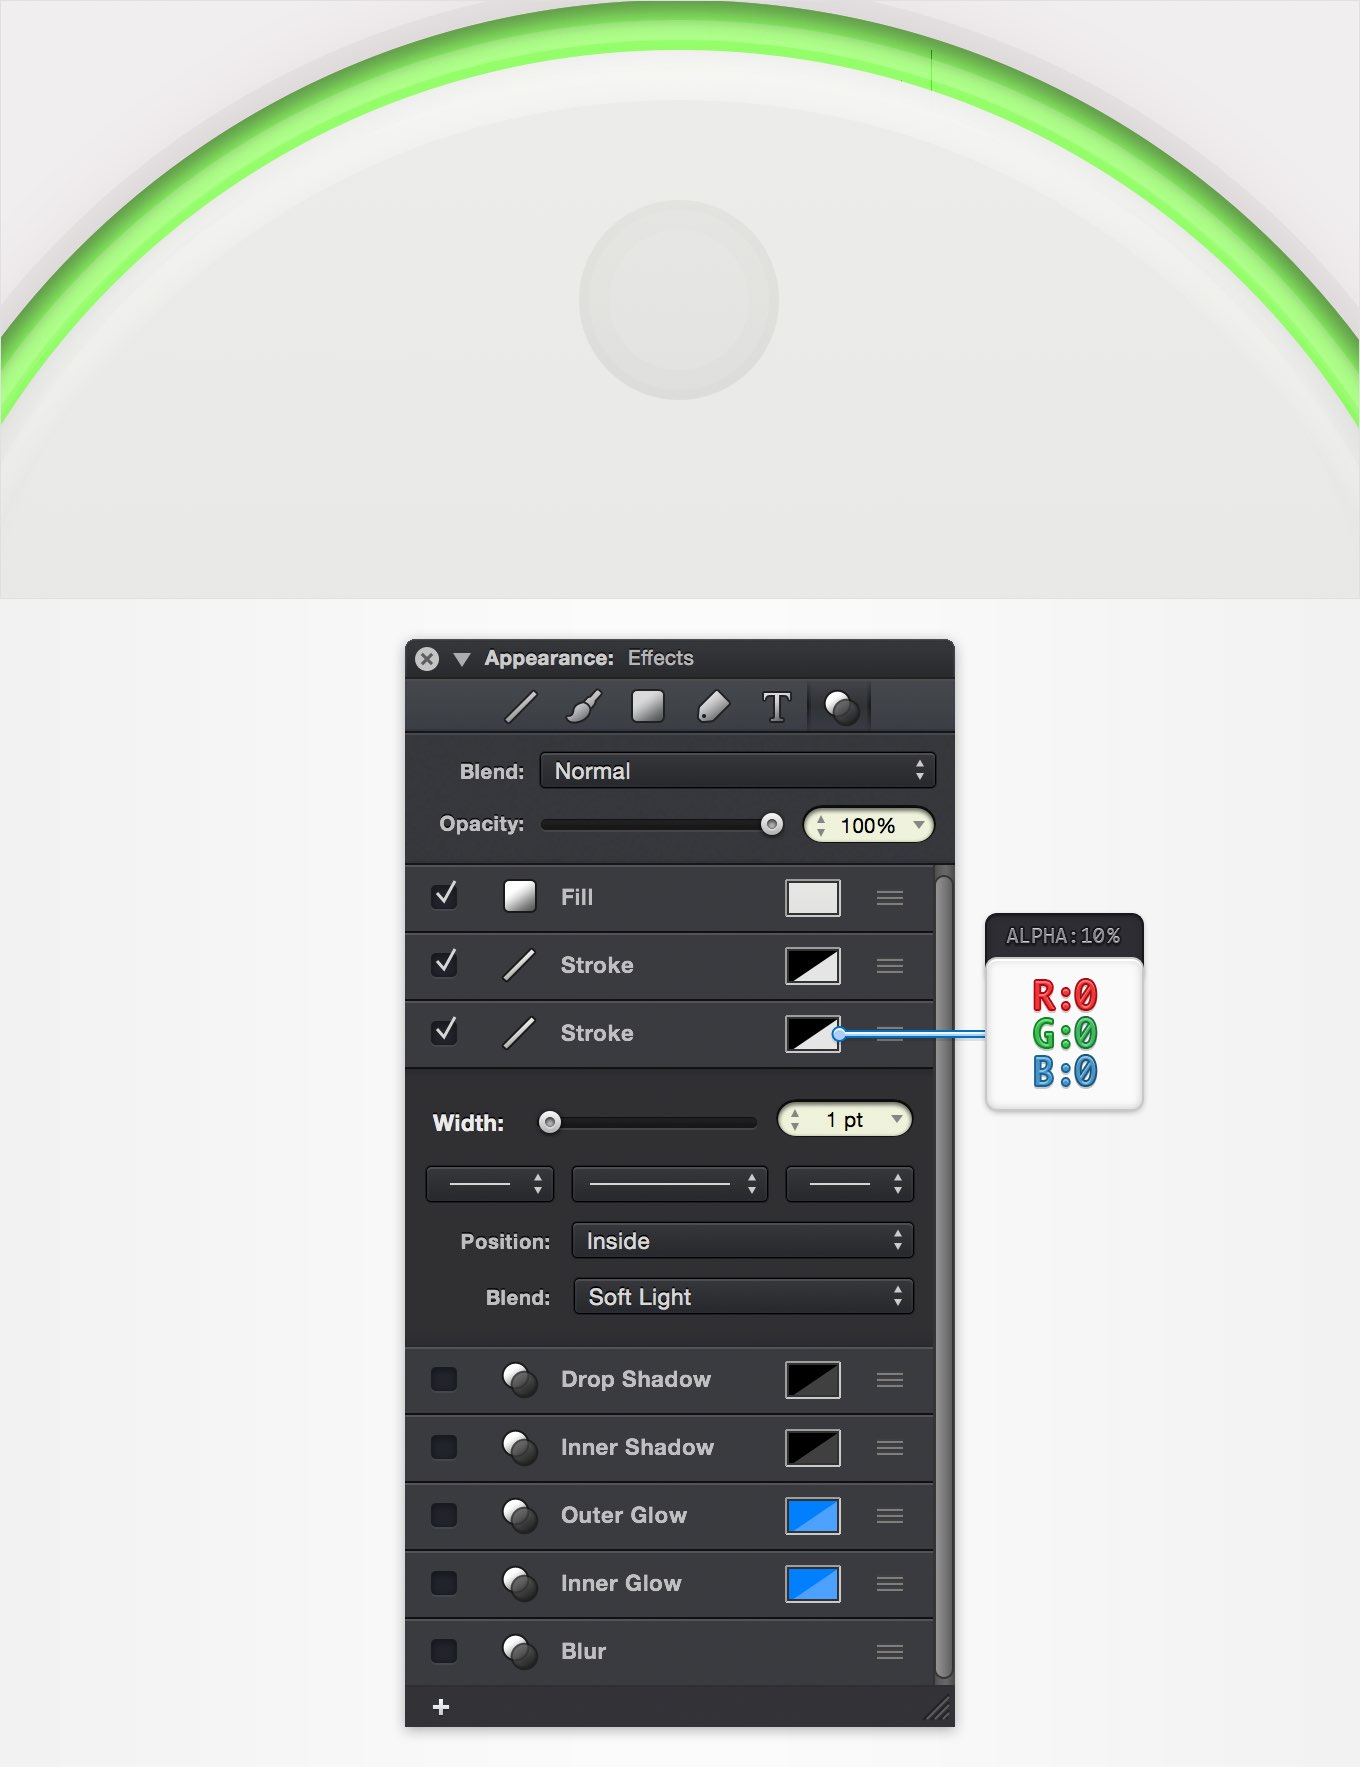 Appearance: Effects
T
Blend: Normal
Opacity: 100%
Fill
Stroke
ALPHA:10%
R:0
Stroke
G:0
B:0
Width: 1 pt
Position: Inside
Blend: Soft Light
Drop Shadow
Inner Shadow
Outer Glow
Inner Glow
Blur
+